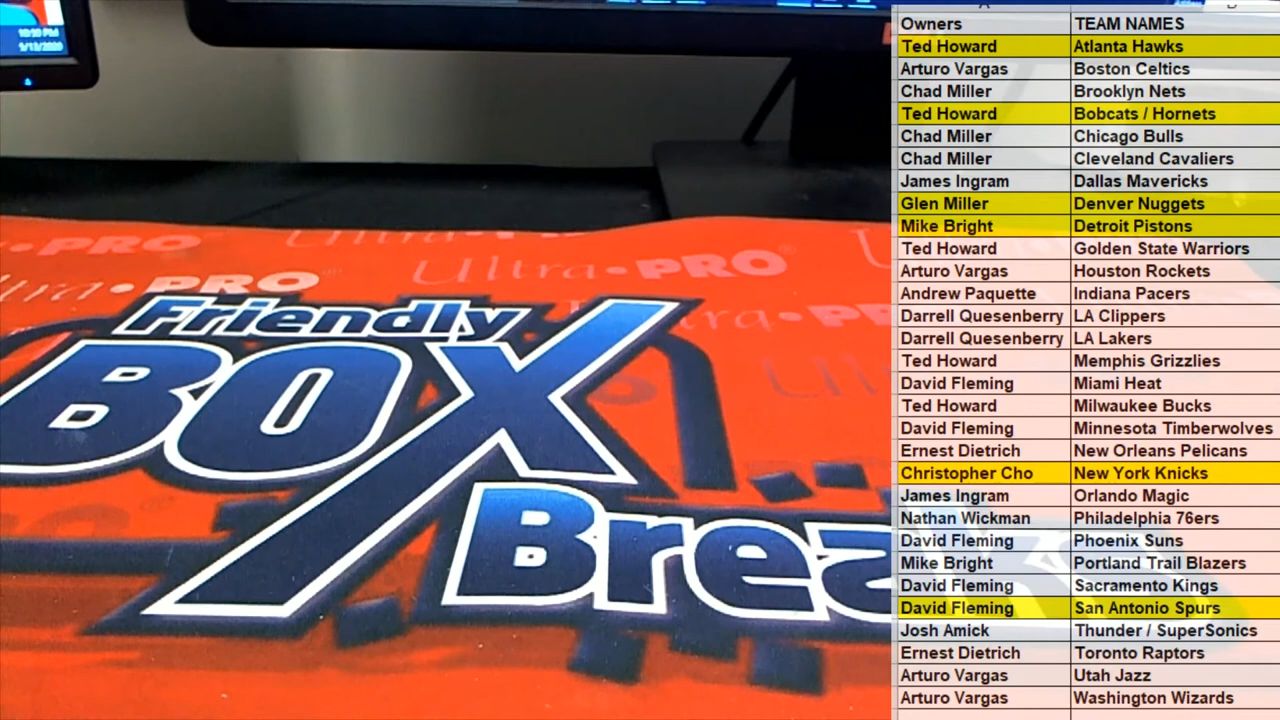 10:50 PM
5/13/2020
Ultra•PRO
Ultra•PRO®
Ultra•PRO
Friendly
BOX
Brea
Owners TEAM NAMES
Ted Howard Atlanta Hawks
Arturo Vargas Boston Celtics
Chad Miller Brooklyn Nets
Ted Howard Bobcats / Hornets
Chad Miller Chicago Bulls
Chad Miller Cleveland Cavaliers
James Ingram Dallas Mavericks
Glen Miller Denver Nuggets
Mike Bright Detroit Pistons
Ted Howard Golden State Warriors
Arturo Vargas Houston Rockets
Andrew Paquette Indiana Pacers
Darrell Quesenberry LA Clippers
Darrell Quesenberry LA Lakers
Ted Howard Memphis Grizzlies
David Fleming Miami Heat
Ted Howard Milwaukee Bucks
David Fleming Minnesota Timberwolves
Ernest Dietrich New Orleans Pelicans
Christopher Cho New York Knicks
James Ingram Orlando Magic
Nathan Wickman Philadelphia 76ers
David Fleming Phoenix Suns
Mike Bright Portland Trail Blazers
David Fleming Sacramento Kings
David Fleming San Antonio Spurs
Josh Amick Thunder / SuperSonics
Ernest Dietrich Toronto Raptors
Arturo Vargas Utah Jazz
Arturo Vargas Washington Wizards